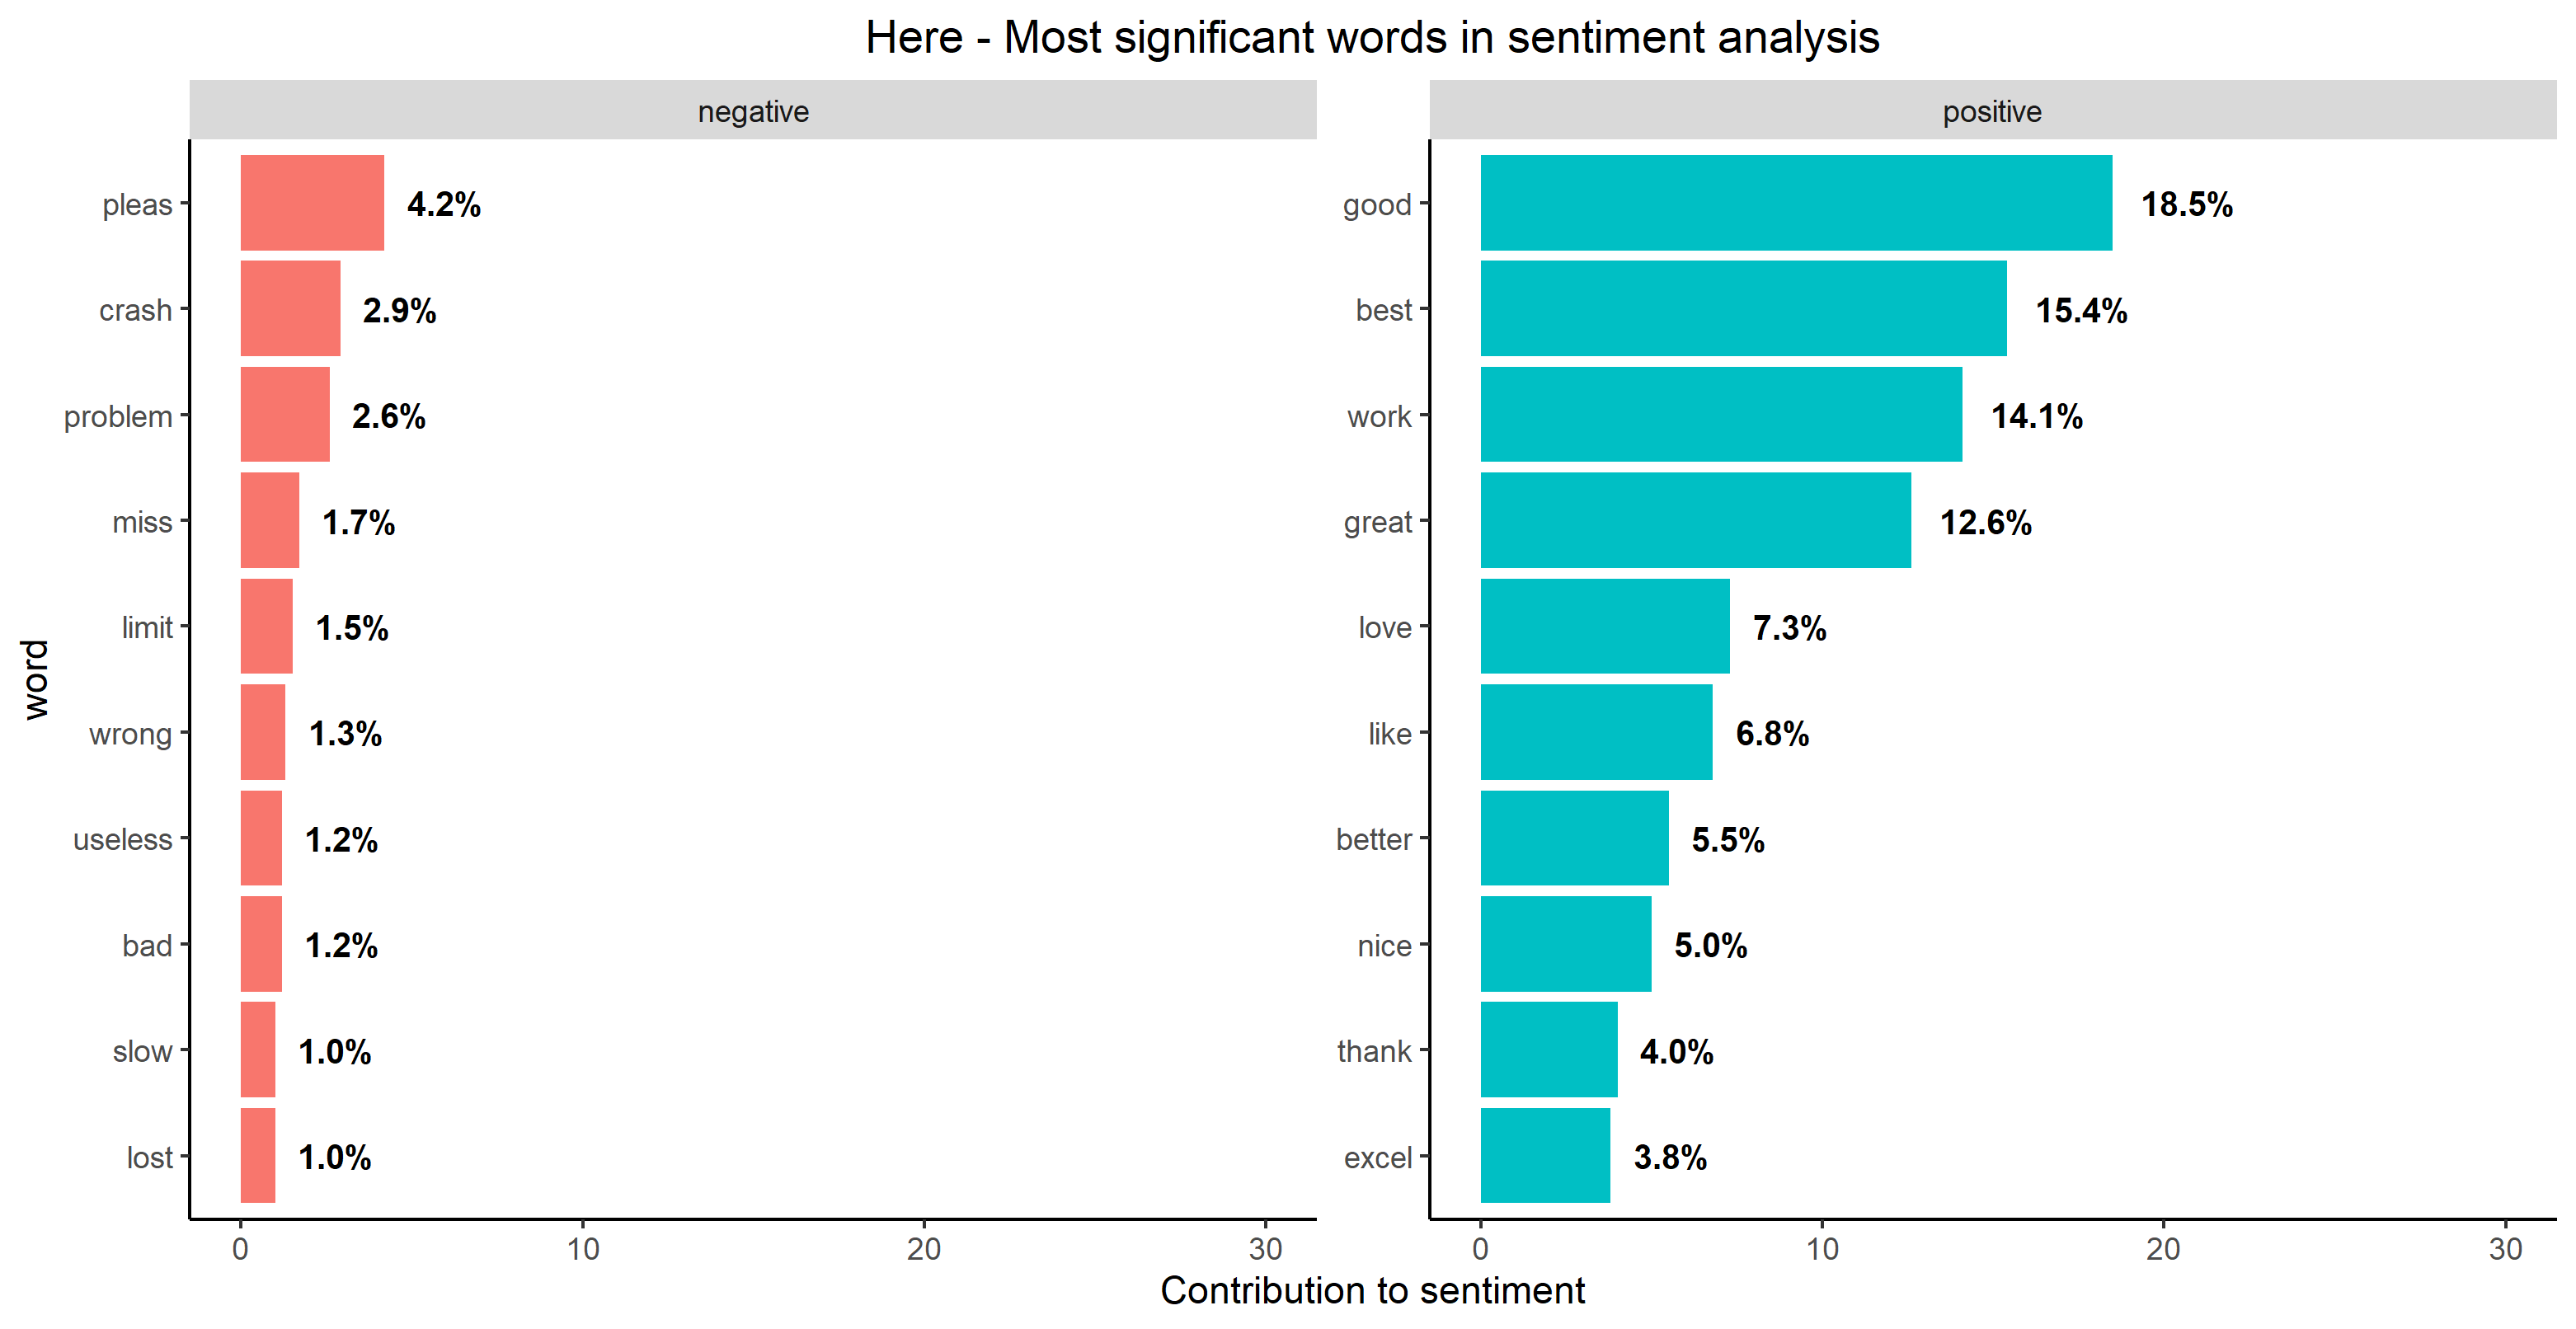 Here - Most significant words in sentiment analysis
negative
pleas 4.2%
crash 2.9%
problem 2.6%
miss 1.7%
limit 1.5%
wrong 1.3%
useless 1.2%
bad 1.2%
slow 1.0%
lost 1.0%
0 10 20 30
positive
good 18.5%
best 15.4%
work 14.1%
great 12.6%
love 7.3%
like 6.8%
better 5.5%
nice 5.0%
thank 4.0%
excel 3.8%
0 10 20 30
word
Contribution to sentiment